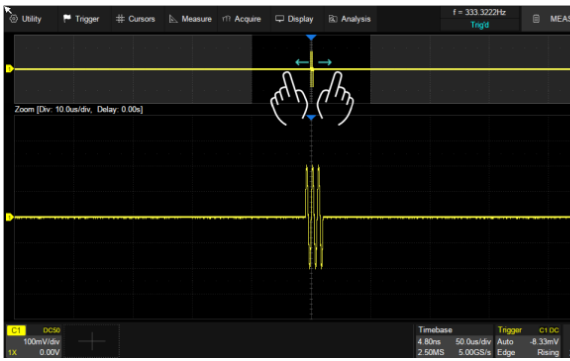 Utility Trigger Cursors Measure Acquire Display Analysis
f = 333.3222Hz
Trig'd
MEAS
Zoom [Div: 10.0us/div, Delay: 0.00s]
C1 DC50
100mV/div
1X 0.00V
Timebase
4.80ns 50.0us/div
2.50MS 5.00GS/s
Trigger C1 DC
Auto -8.33mV
Edge Rising